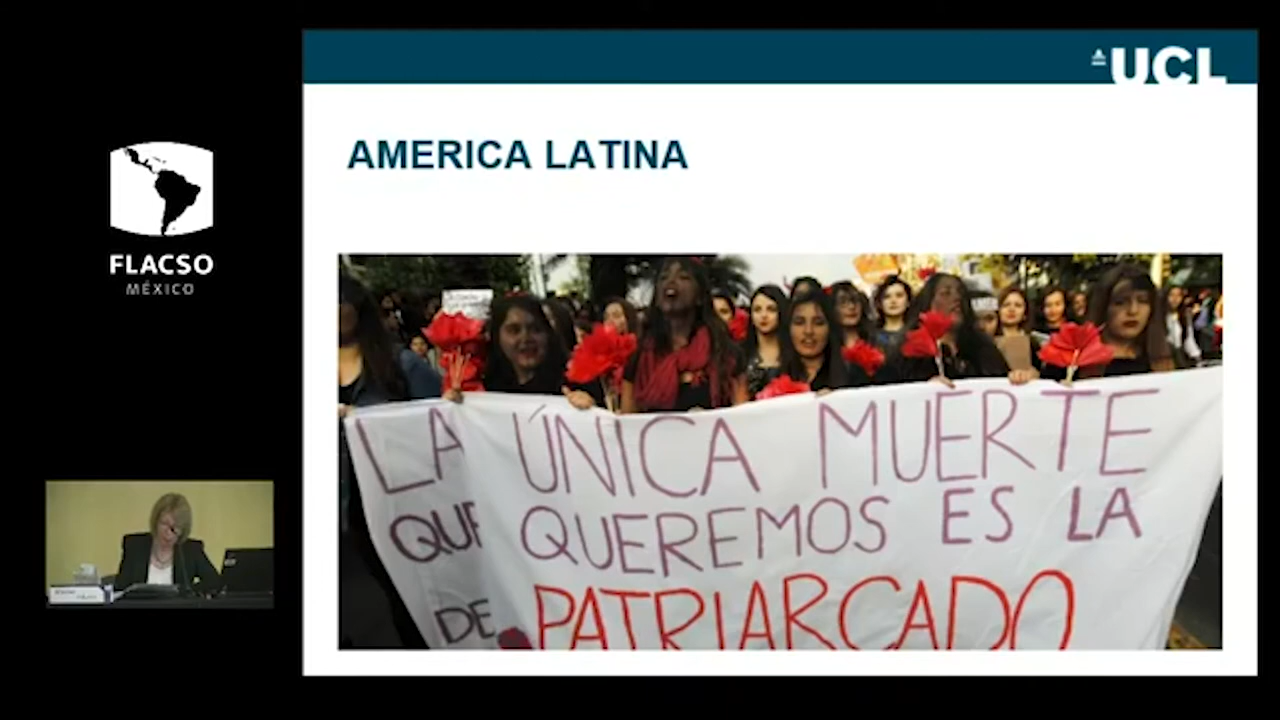 UCL
AMERICA LATINA
FLACSO
MÉXICO
LA ÚNICA MUERTE
QUE QUEREMOS ES LA
DE PATRIARCADO